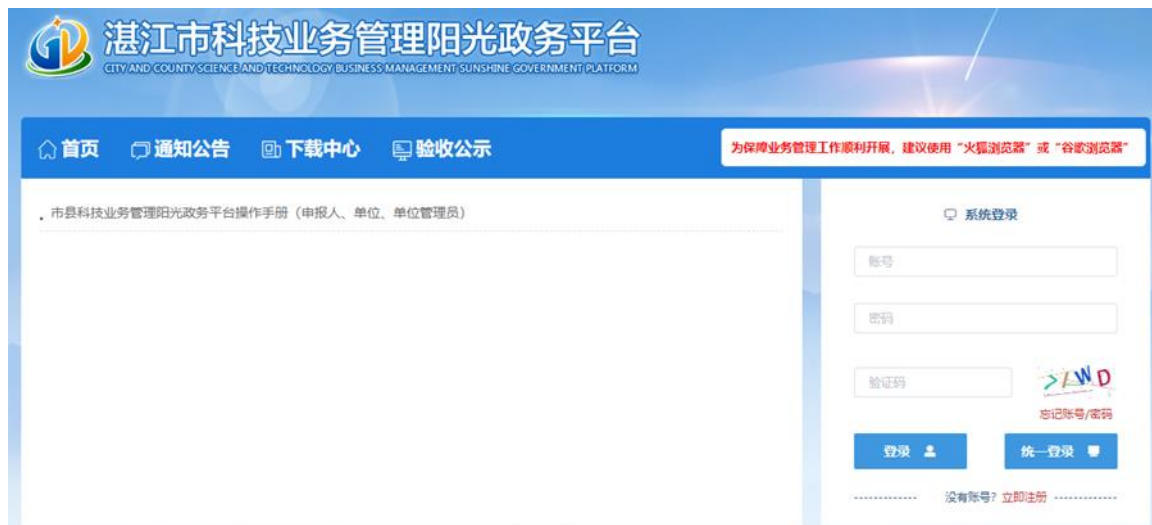 湛江市科技业务管理阳光政务平台
CITY AND COUNTY SCIENCE AND TECHNOLOGY BUSINESS MANAGEMENT SUNSHINE GOVERNMENT PLATFORM
首页 通知公告 下载中心 验收公示 为保障业务管理工作顺利开展，建议使用“火狐浏览器”或“谷歌浏览器”
. 市县科技业务管理阳光政务平台操作手册（申报人、单位、单位管理员）
系统登录
账号
密码
验证码
忘记账号/密码
登录 统一登录
没有账号? 立即注册